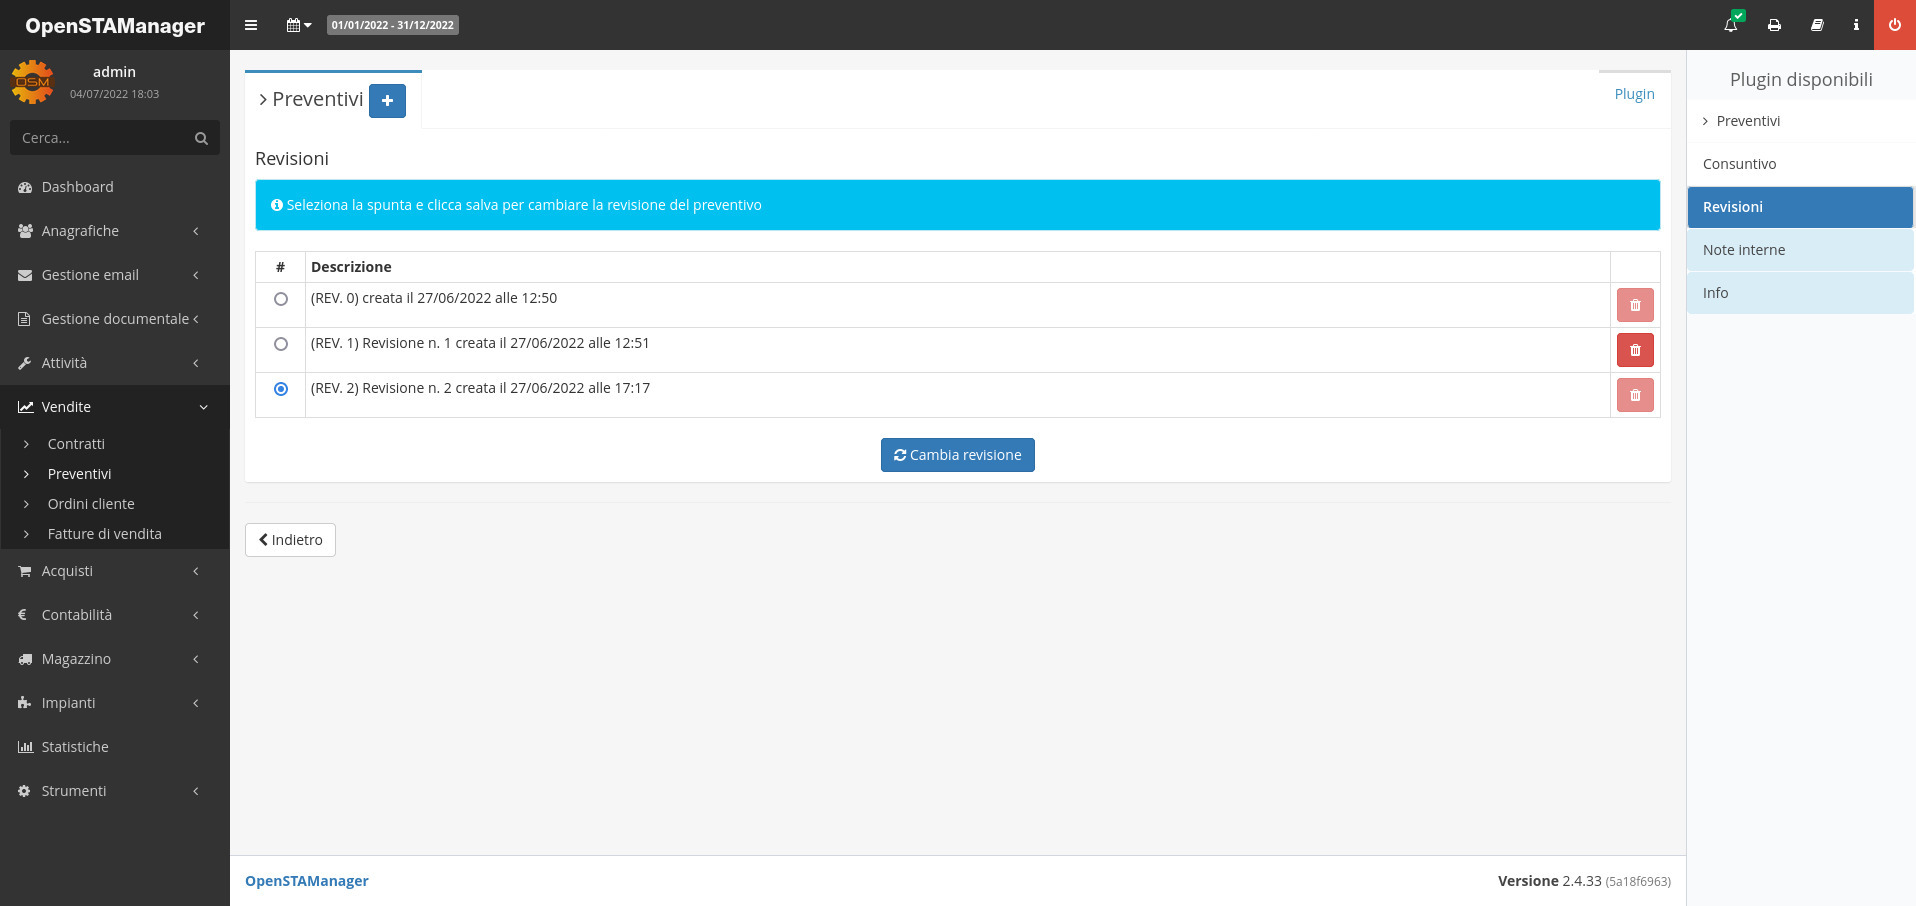 OpenSTAManager
01/01/2022 - 31/12/2022
admin
04/07/2022 18:03
OSM
Cerca...
Dashboard
Anagrafiche
Gestione email
Gestione documentale
Attività
Vendite
Contratti
Preventivi
Ordini cliente
Fatture di vendita
Acquisti
Contabilità
Magazzino
Impianti
Statistiche
Strumenti
Preventivi
Plugin
Revisioni
Seleziona la spunta e clicca salva per cambiare la revisione del preventivo
# Descrizione
(REV. 0) creata il 27/06/2022 alle 12:50
(REV. 1) Revisione n. 1 creata il 27/06/2022 alle 12:51
(REV. 2) Revisione n. 2 creata il 27/06/2022 alle 17:17
Cambia revisione
Indietro
Plugin disponibili
Preventivi
Consuntivo
Revisioni
Note interne
Info
OpenSTAManager
Versione 2.4.33 (5a18f6963)